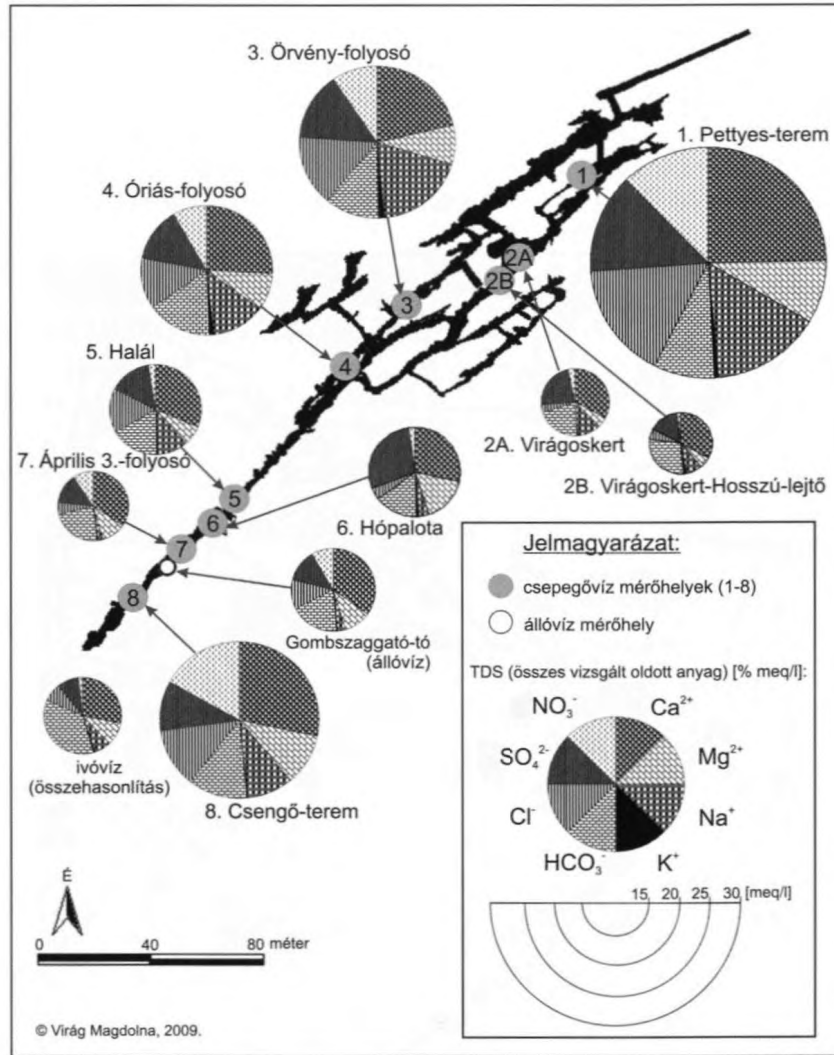 3. Örvény-folyosó
1. Pettyes-terem
4. Óriás-folyosó
1
2A
2B
3
5. Halál
4
2A. Virágoskert
7. Április 3.-folyosó
2B. Virágoskert-Hosszú-lejtő
5
6
6. Hópalota
7
8
Gombszaggató-tó
(állóvíz)
ivóvíz
(összehasonlítás)
8. Csengő-terem
Jelmagyarázat:
csepegővíz mérőhelyek (1-8)
állóvíz mérőhely
TDS (összes vizsgált oldott anyag) [% meq/l]:
NO₃⁻ Ca²⁺
SO₄²⁻ Mg²⁺
Cl⁻ Na⁺
HCO₃⁻ K⁺
15 20 25 30 [meq/l]
É
0 40 80 méter
© Virág Magdolna, 2009.